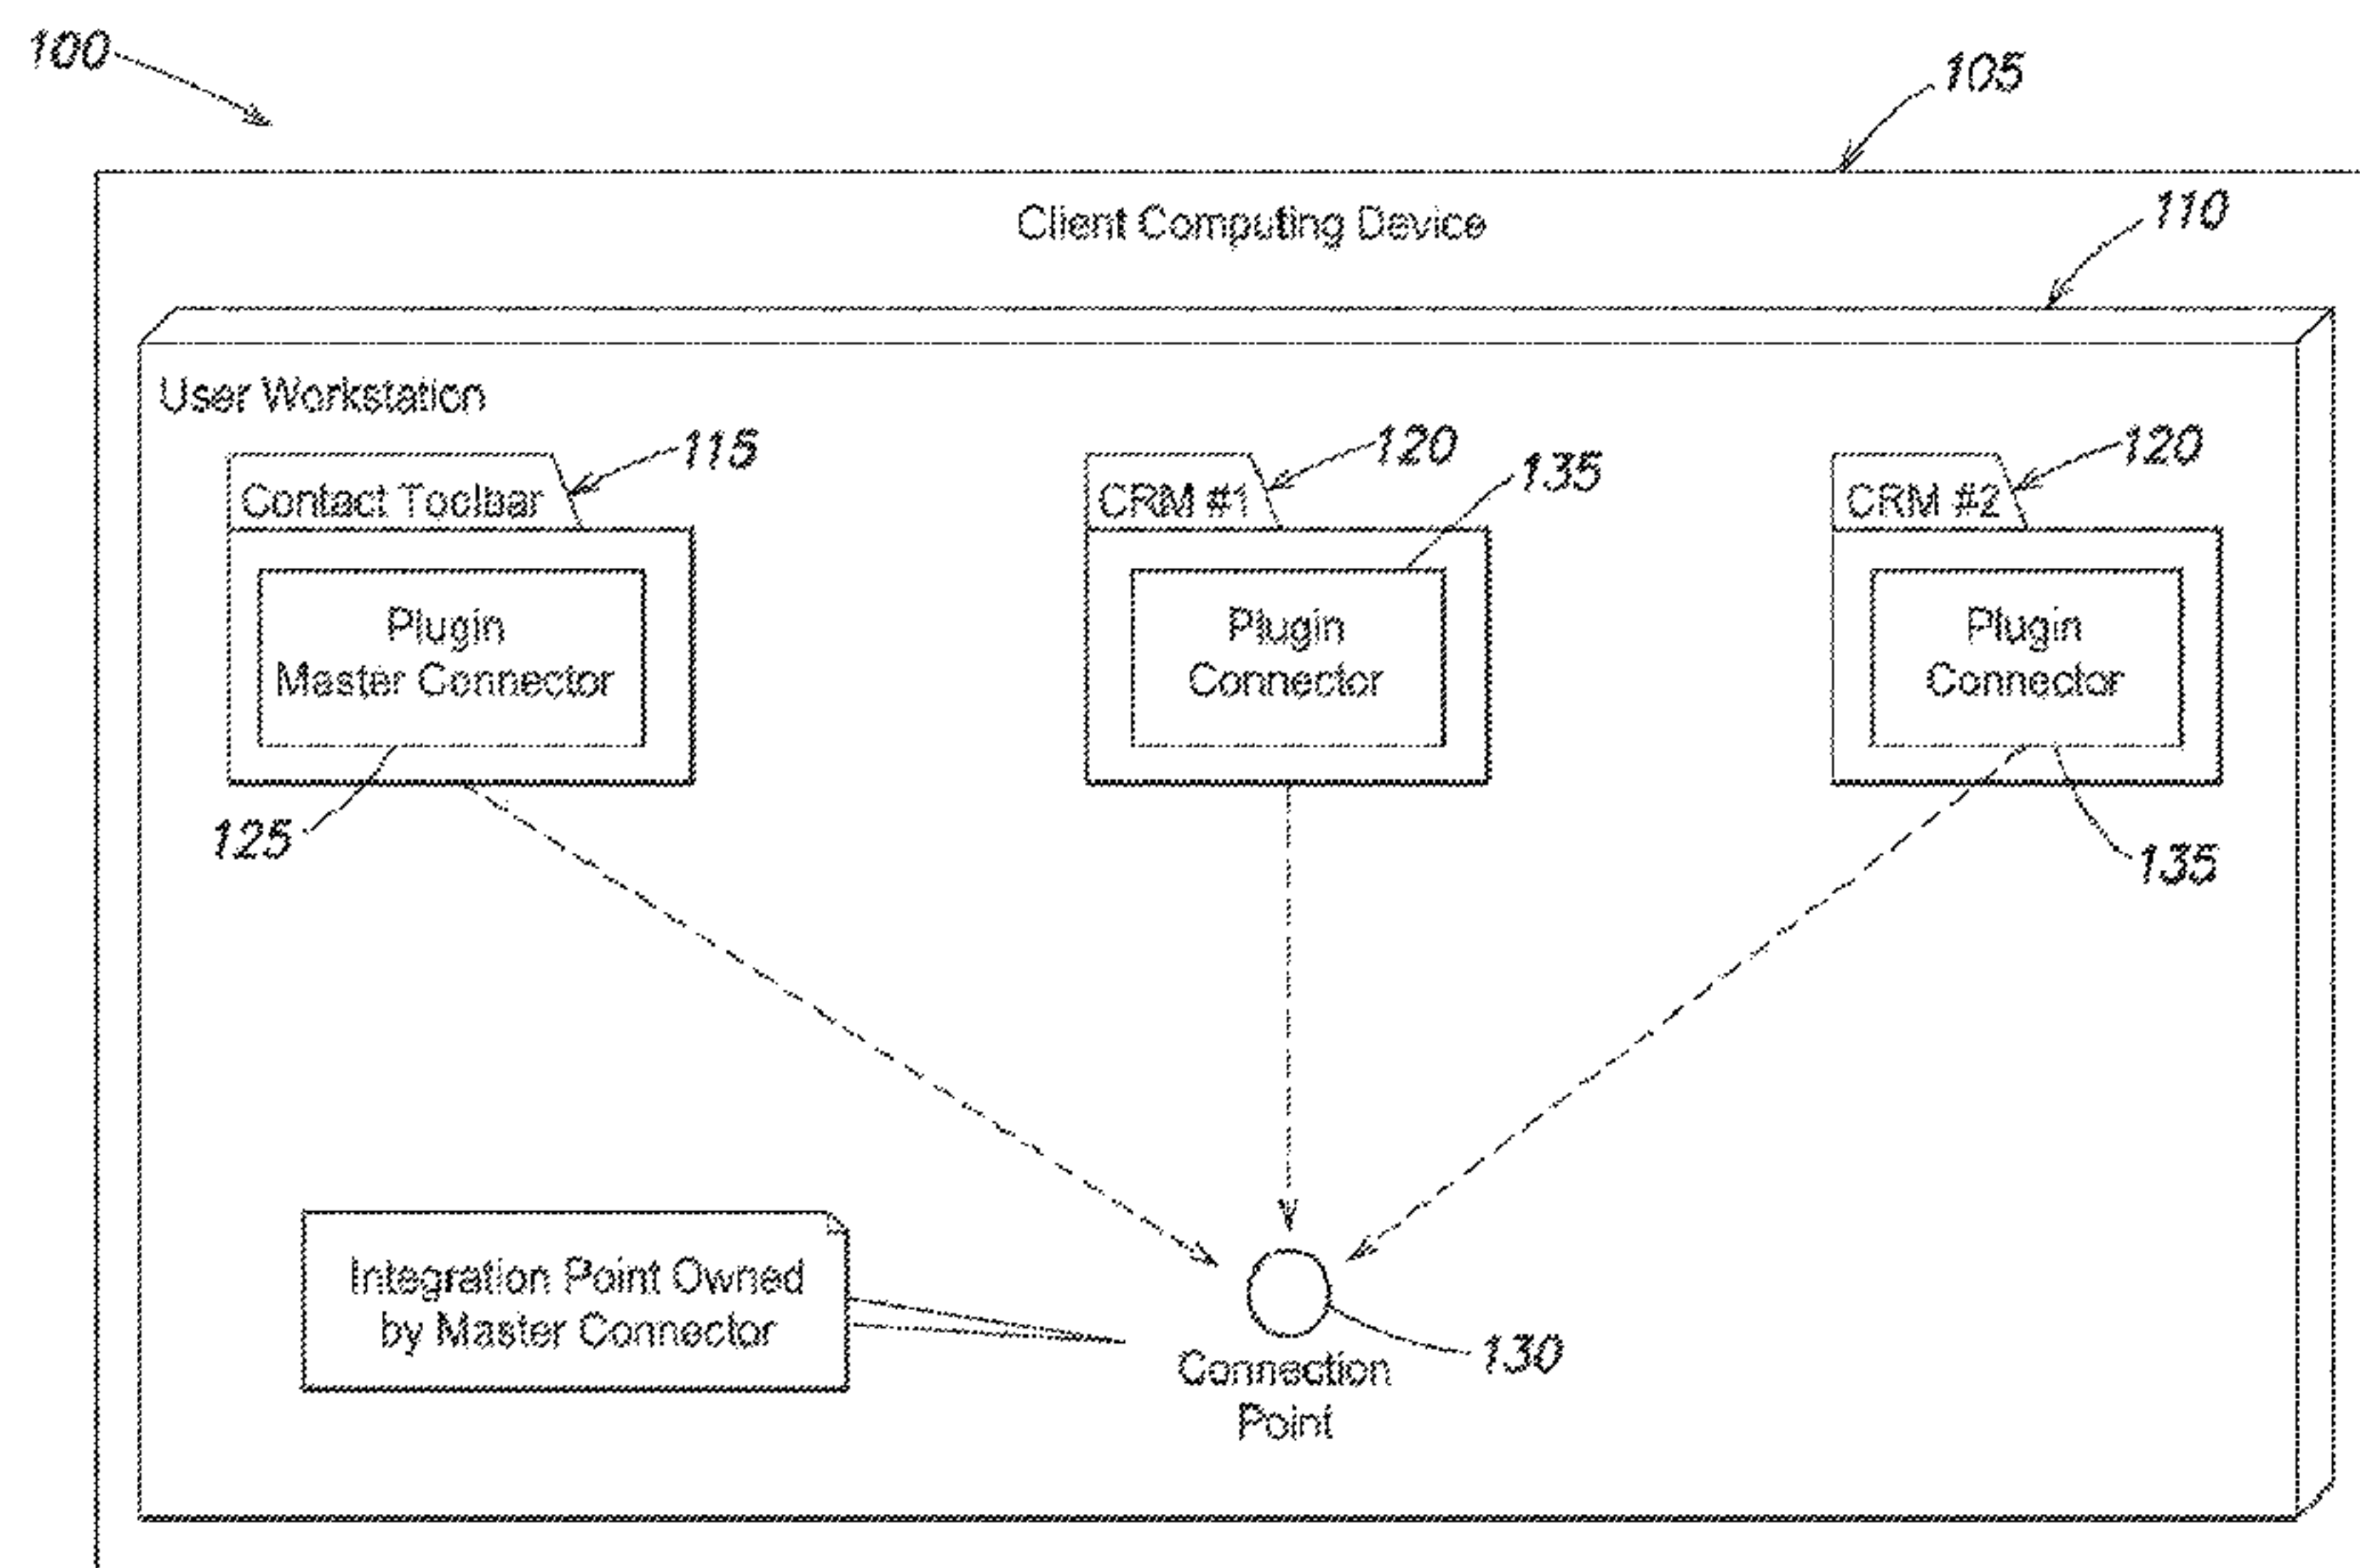 100
105
Client Computing Device
110
User Workstation
115
120
135
120
Contact Toolbar
CRM #1
CRM #2
Plugin
Master Connector
Plugin
Connector
Plugin
Connector
125
135
Integration Point Owned
by Master Connector
130
Connection
Point